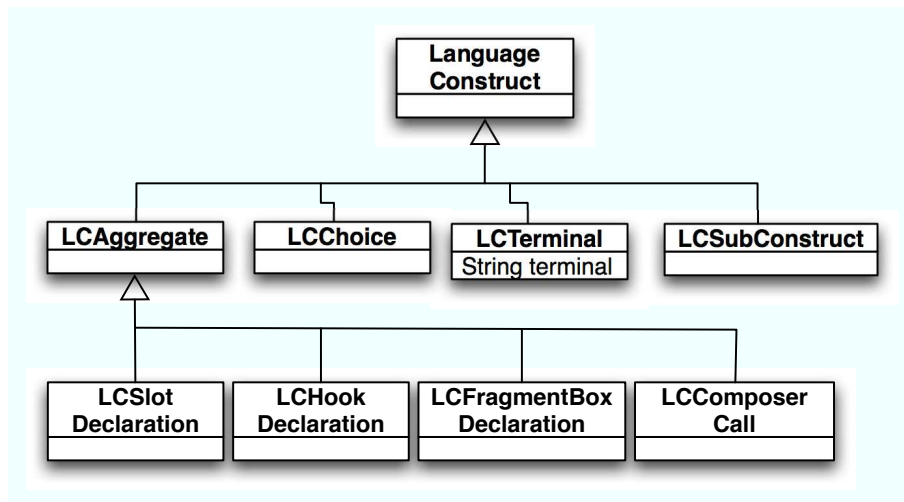 Language
Construct
LCAggregate
LCChoice
LCTerminal
String terminal
LCSubConstruct
LCSlot
Declaration
LCHook
Declaration
LCFragmentBox
Declaration
LCComposer
Call